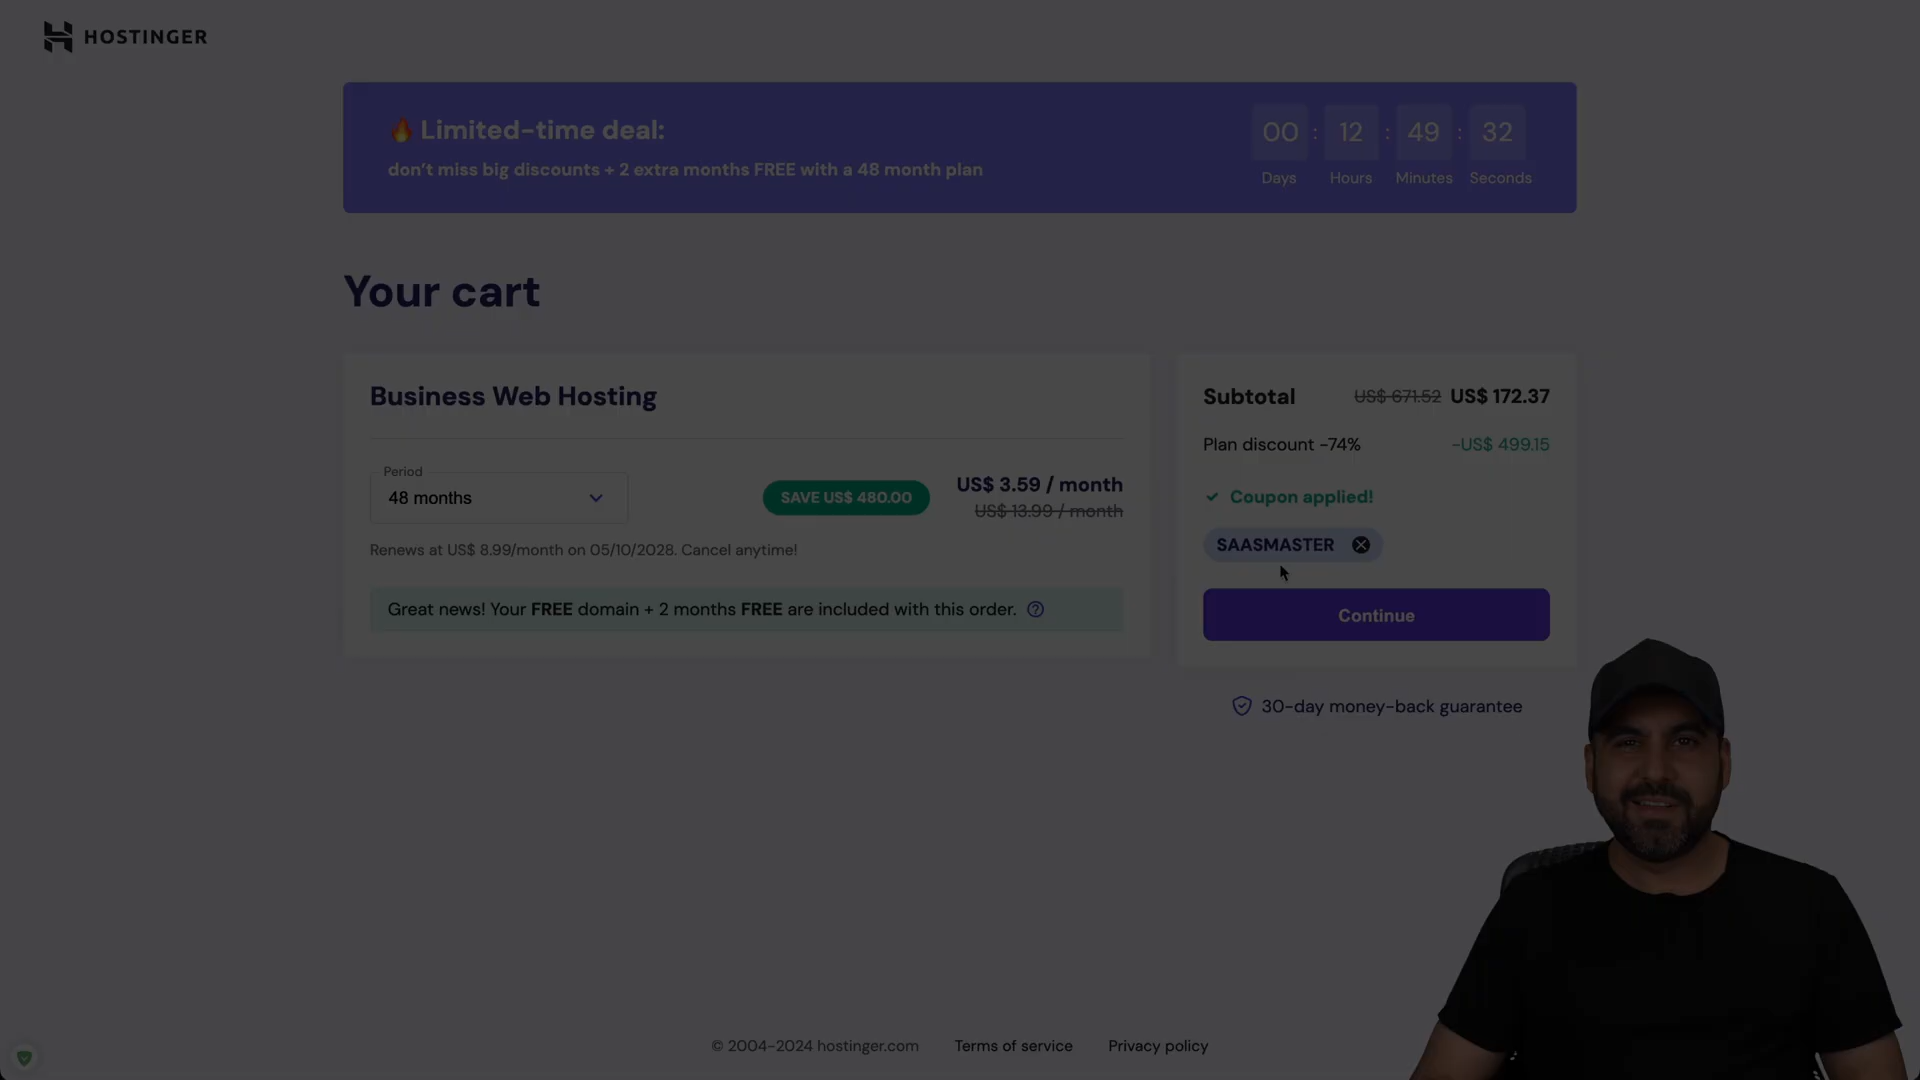 HOSTINGER
Limited-time deal:
don't miss big discounts + 2 extra months FREE with a 48 month plan
00 : 12 : 49 : 32
Days Hours Minutes Seconds
Your cart
Business Web Hosting
Period
48 months
SAVE US$ 480.00
US$ 3.59 / month
US$ 13.99 / month
Renews at US$ 8.99/month on 05/10/2028. Cancel anytime!
Great news! Your FREE domain + 2 months FREE are included with this order.
Subtotal US$ 671.52 US$ 172.37
Plan discount -74% -US$ 499.15
Coupon applied!
SAASMASTER
Continue
30-day money-back guarantee
© 2004-2024 hostinger.com Terms of service Privacy policy